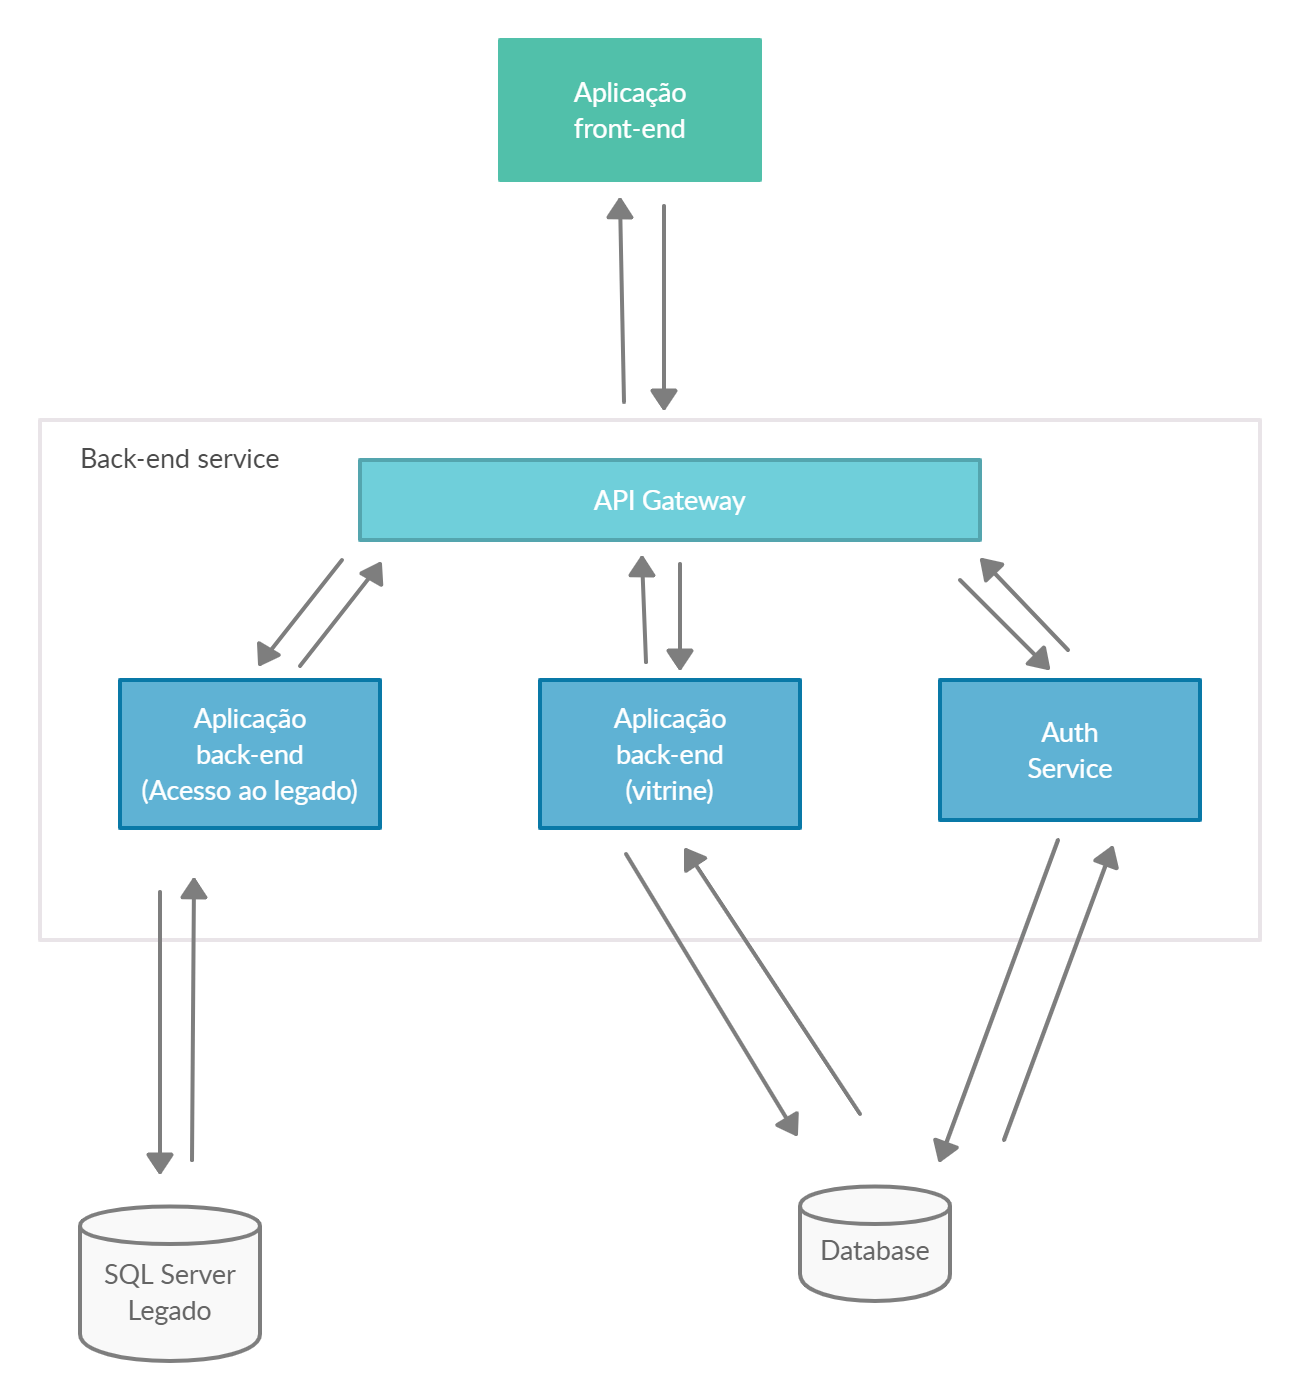 Aplicação
front-end
Back-end service
API Gateway
Aplicação
back-end
(Acesso ao legado)
Aplicação
back-end
(vitrine)
Auth
Service
SQL Server
Legado
Database